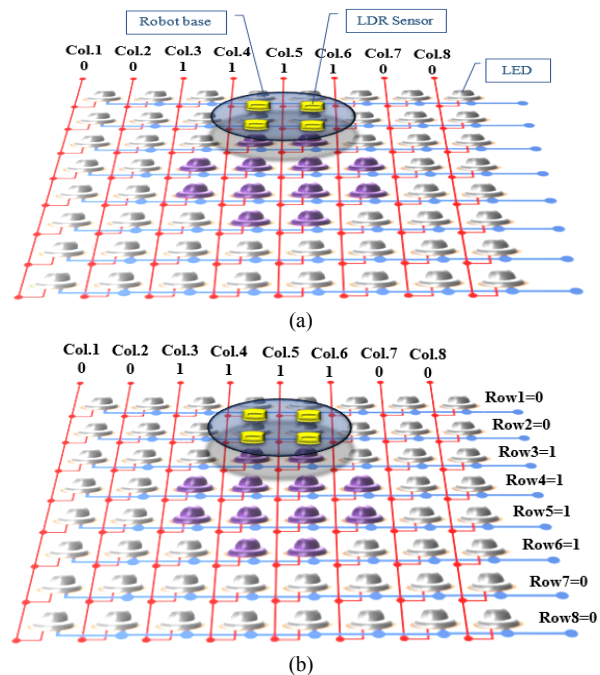 Robot base
LDR Sensor
Col.1 Col.2 Col.3 Col.4 Col.5 Col.6 Col.7 Col.8
0 0 1 1 1 1 0 0
LED
(a)
Col.1 Col.2 Col.3 Col.4 Col.5 Col.6 Col.7 Col.8
0 0 1 1 1 1 0 0
Row1=0
Row2=0
Row3=1
Row4=1
Row5=1
Row6=1
Row7=0
Row8=0
(b)